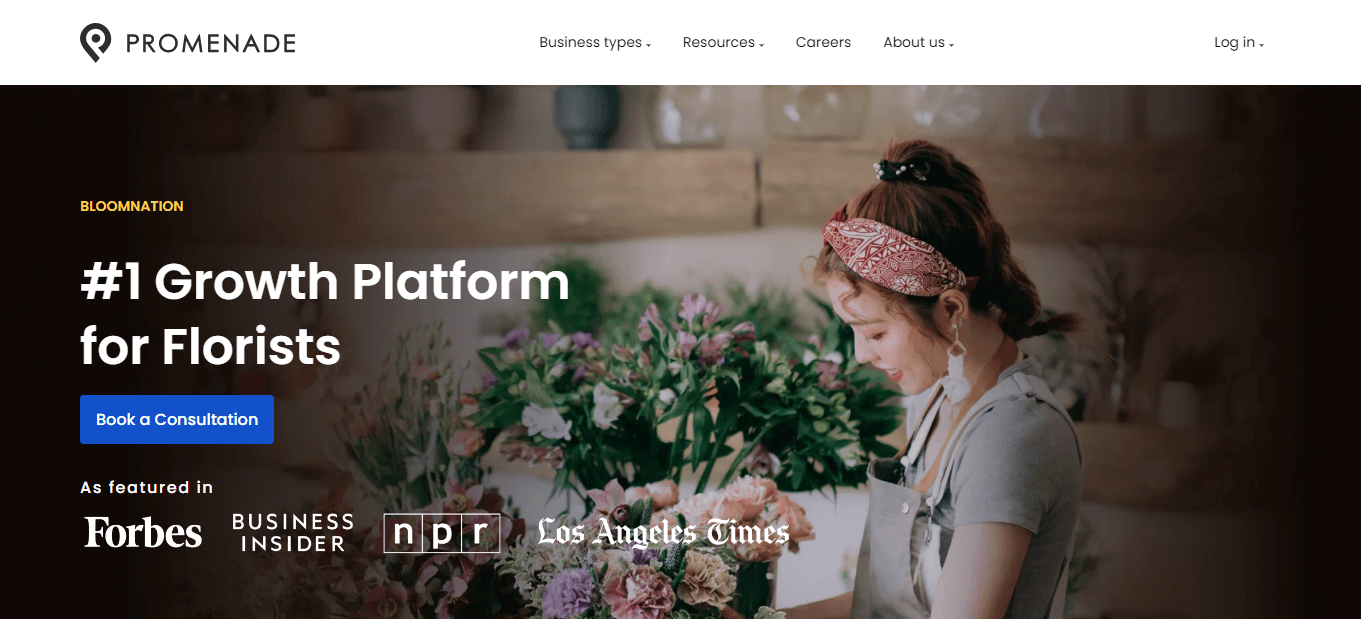 PROMENADE
Business types
Resources
Careers
About us
Log in
BLOOMNATION
#1 Growth Platform
for Florists
Book a Consultation
As featured in
Forbes
BUSINESS
INSIDER
npr
Los Angeles Times